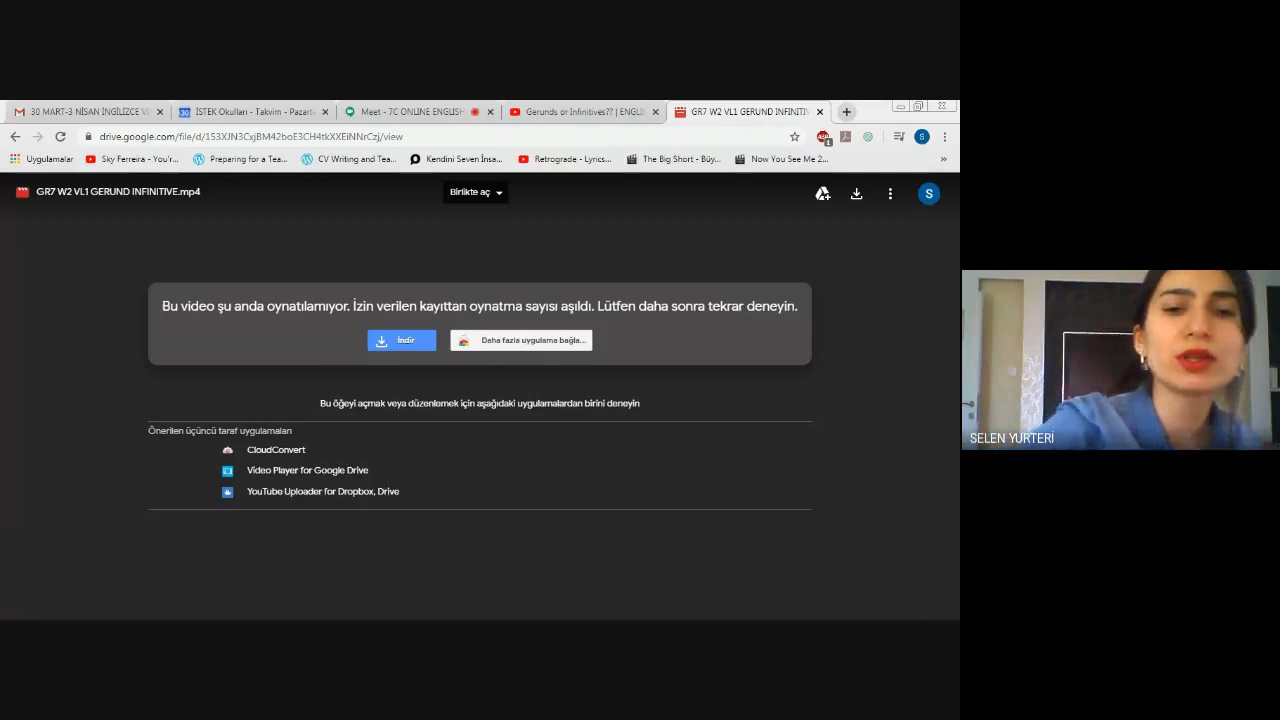 30 MART-3 NİSAN İNGİLİZCE
İSTEK Okulları - Takvim - Pazarte
Meet - 7C ONLINE ENGLISH
Gerunds or Infinitives?? | ENGLI
GR7 W2 VL1 GERUND INFINITIV
drive.google.com/file/d/153XJN3CxjBM42boE3CH4tkXXEiNNrCzj/view
Uygulamalar
Sky Ferreira - You'r...
Preparing for a Tea...
CV Writing and Tea...
Kendini Seven İnsa...
Retrograde - Lyrics...
The Big Short - Büy...
Now You See Me 2...
GR7 W2 VL1 GERUND INFINITIVE.mp4
Birlikte aç
S
Bu video şu anda oynatılamıyor. İzin verilen kayıttan oynatma sayısı aşıldı. Lütfen daha sonra tekrar deneyin.
İndir
Daha fazla uygulama bağla...
Bu öğeyi açmak veya düzenlemek için aşağıdaki uygulamalardan birini deneyin
Önerilen üçüncü taraf uygulamaları
CloudConvert
Video Player for Google Drive
YouTube Uploader for Dropbox, Drive
SELEN YURTERİ